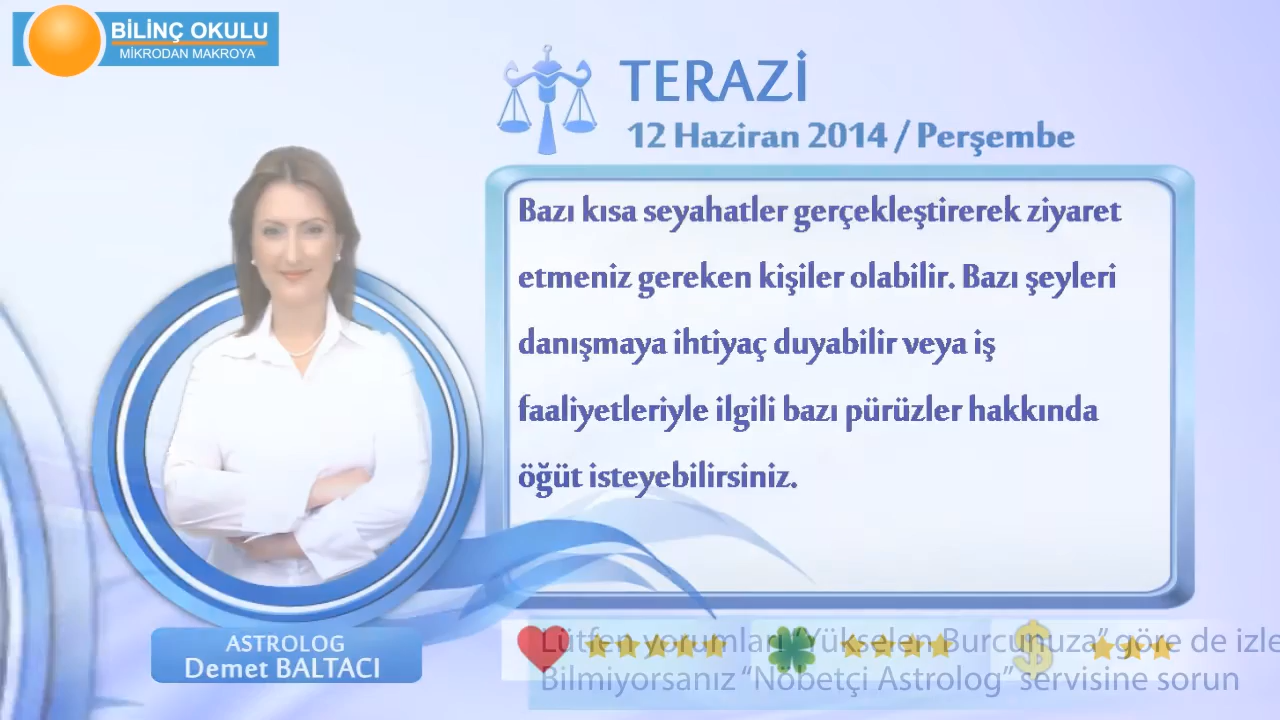 BİLİNÇ OKULU
MİKRODAN MAKROYA
TERAZİ
12 Haziran 2014 / Perşembe
Bazı kısa seyahatler gerçekleştirerek ziyaret
etmeniz gereken kişiler olabilir. Bazı şeyleri
danışmaya ihtiyaç duyabilir veya iş
faaliyetleriyle ilgili bazı pürüzler hakkında
öğüt isteyebilirsiniz.
ASTROLOG
Demet BALTACI
Lütfen yorumları "Yükselen Burcunuza" göre de izle
Bilmiyorsanız "Nöbetçi Astrolog" servisine sorun